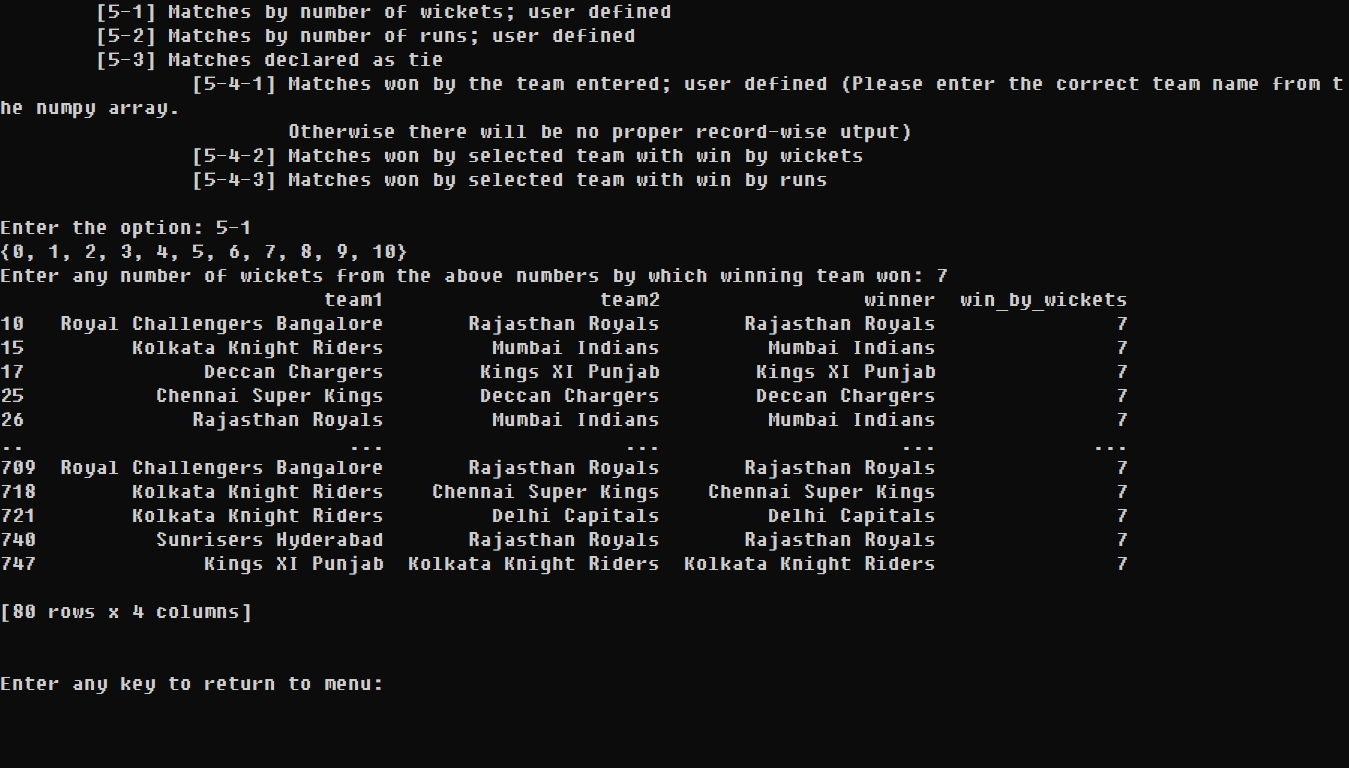 [5-1] Matches by number of wickets; user defined
[5-2] Matches by number of runs; user defined
[5-3] Matches declared as tie
[5-4-1] Matches won by the team entered; user defined (Please enter the correct team name from t
he numpy array.
Otherwise there will be no proper record-wise utput)
[5-4-2] Matches won by selected team with win by wickets
[5-4-3] Matches won by selected team with win by runs
Enter the option: 5-1
{0, 1, 2, 3, 4, 5, 6, 7, 8, 9, 10}
Enter any number of wickets from the above numbers by which winning team won: 7
team1 team2 winner win_by_wickets
10 Royal Challengers Bangalore Rajasthan Royals Rajasthan Royals 7
15 Kolkata Knight Riders Mumbai Indians Mumbai Indians 7
17 Deccan Chargers Kings XI Punjab Kings XI Punjab 7
25 Chennai Super Kings Deccan Chargers Deccan Chargers 7
26 Rajasthan Royals Mumbai Indians Mumbai Indians 7
.. ... ... ... ...
709 Royal Challengers Bangalore Rajasthan Royals Rajasthan Royals 7
718 Kolkata Knight Riders Chennai Super Kings Chennai Super Kings 7
721 Kolkata Knight Riders Delhi Capitals Delhi Capitals 7
740 Sunrisers Hyderabad Rajasthan Royals Rajasthan Royals 7
747 Kings XI Punjab Kolkata Knight Riders Kolkata Knight Riders 7
[80 rows x 4 columns]
Enter any key to return to menu: